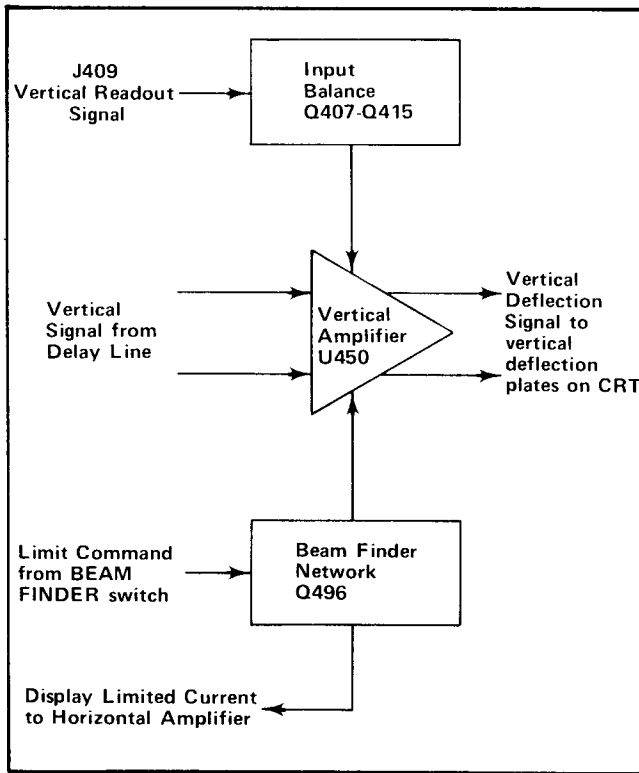 J409
Vertical Readout
Signal
Input
Balance
Q407-Q415
Vertical
Signal from
Delay Line
Vertical
Amplifier
U450
Vertical
Deflection
Signal to
vertical
deflection
plates on CRT
Limit Command
from BEAM
FINDER switch
Beam Finder
Network
Q496
Display Limited Current
to Horizontal Amplifier